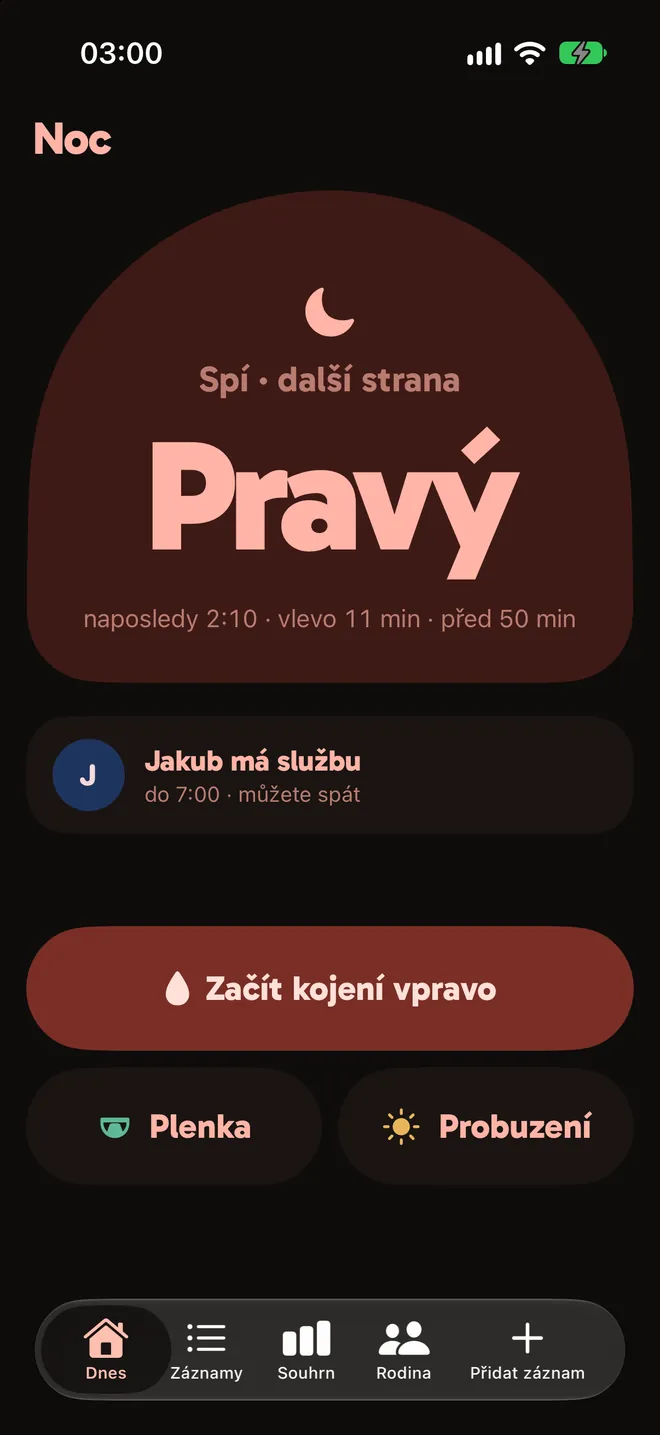 03:00
Noc
Spí · další strana
Pravý
naposledy 2:10 · vlevo 11 min · před 50 min
J
Jakub má službu
do 7:00 · můžete spát
Začít kojení vpravo
Plenka
Probuzení
Dnes
Záznamy
Souhrn
Rodina
Přidat záznam